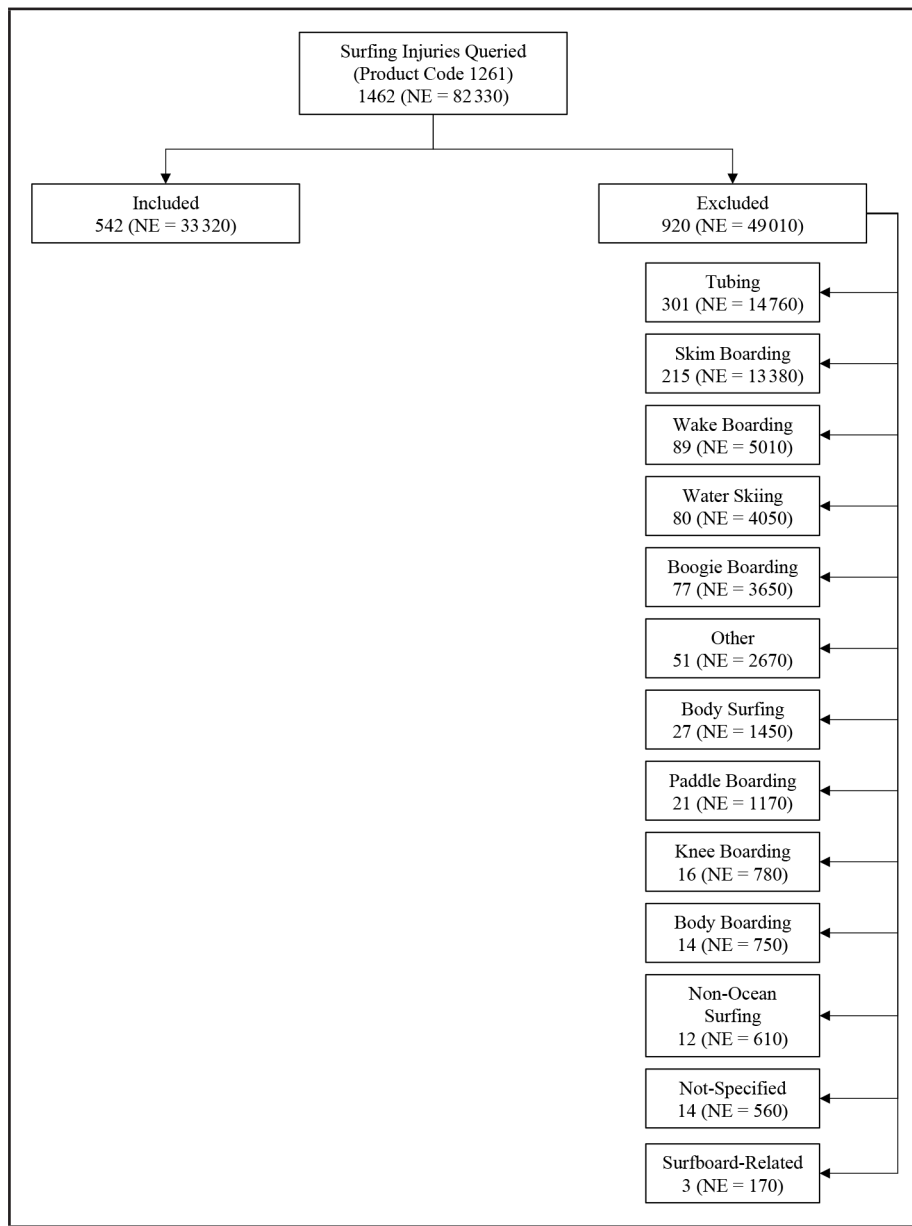 Surfing Injuries Queried
(Product Code 1261)
1462 (NE = 82 330)
Included
542 (NE = 33 320)
Excluded
920 (NE = 49 010)
Tubing
301 (NE = 14 760)
Skim Boarding
215 (NE = 13 380)
Wake Boarding
89 (NE = 5010)
Water Skiing
80 (NE = 4050)
Boogie Boarding
77 (NE = 3650)
Other
51 (NE = 2670)
Body Surfing
27 (NE = 1450)
Paddle Boarding
21 (NE = 1170)
Knee Boarding
16 (NE = 780)
Body Boarding
14 (NE = 750)
Non-Ocean
Surfing
12 (NE = 610)
Not-Specified
14 (NE = 560)
Surfboard-Related
3 (NE = 170)